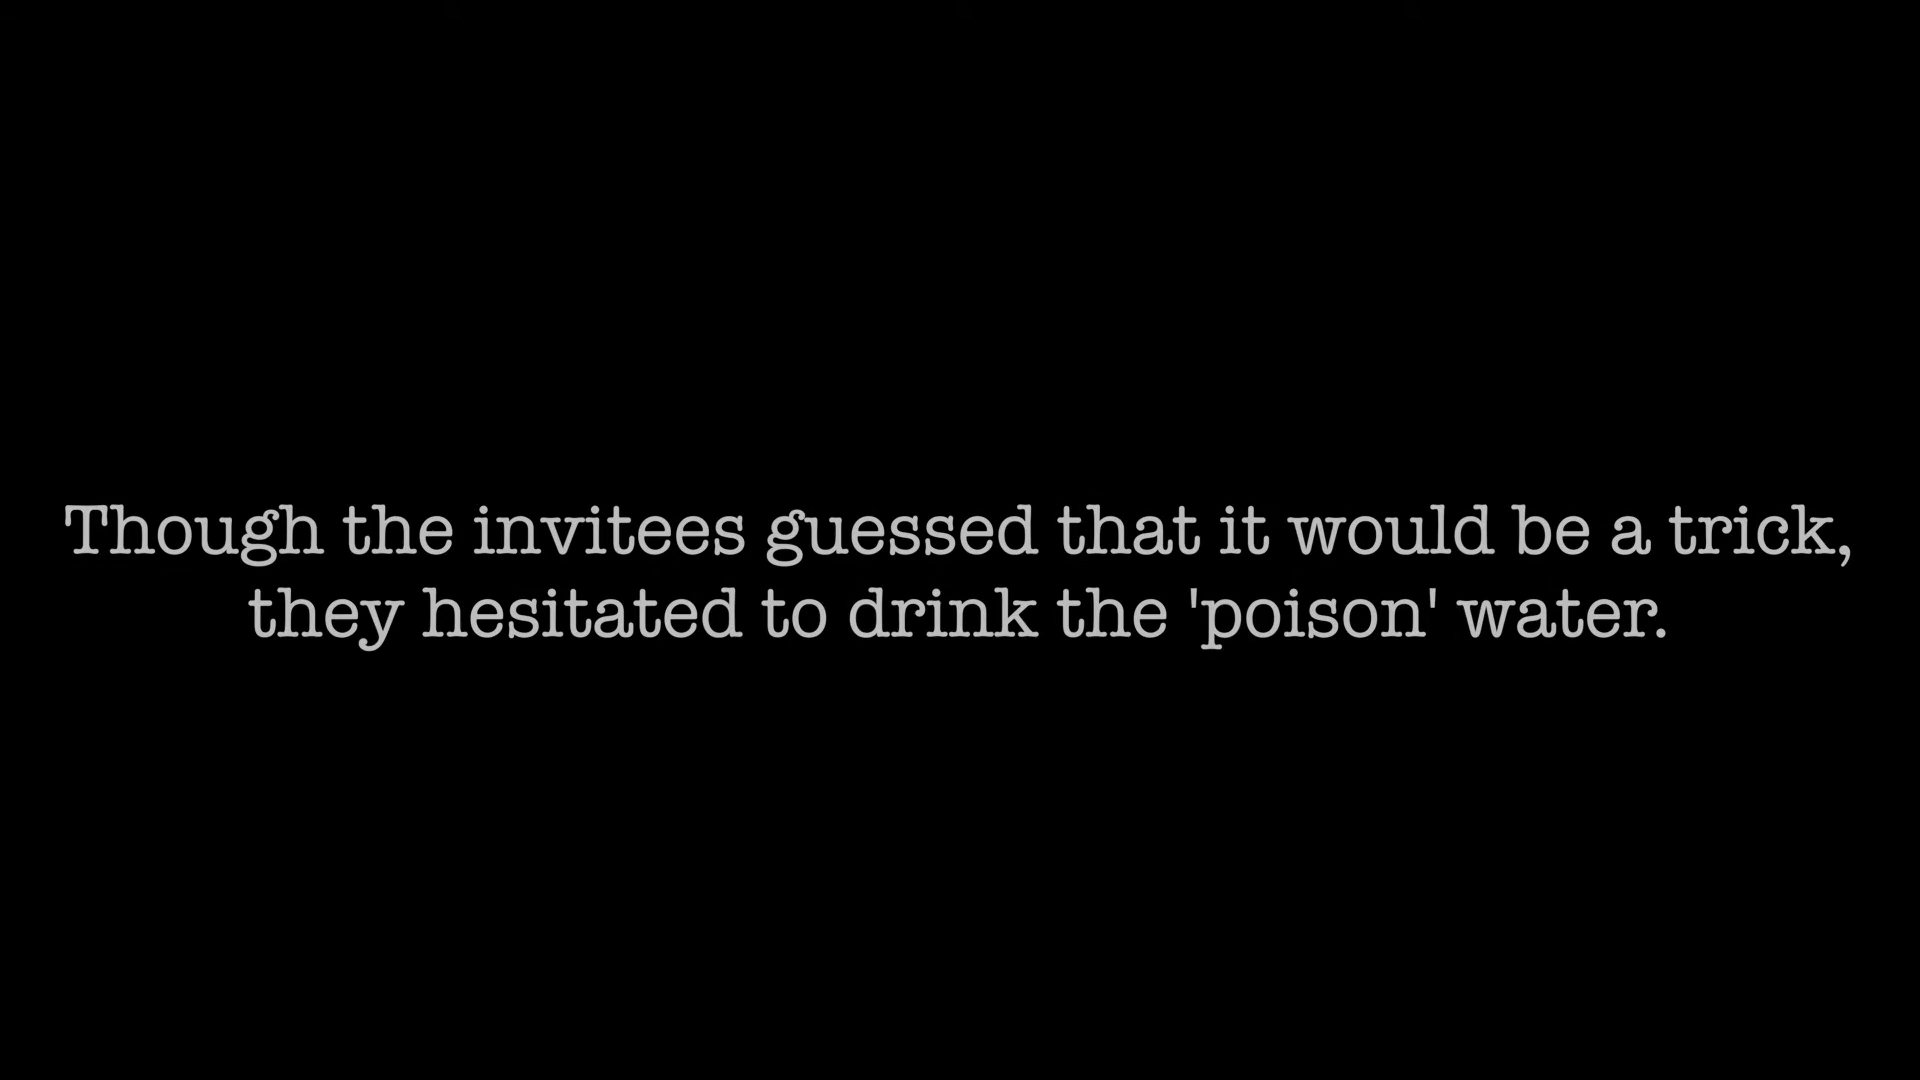 Though the invitees guessed that it would be a trick,
they hesitated to drink the 'poison' water.